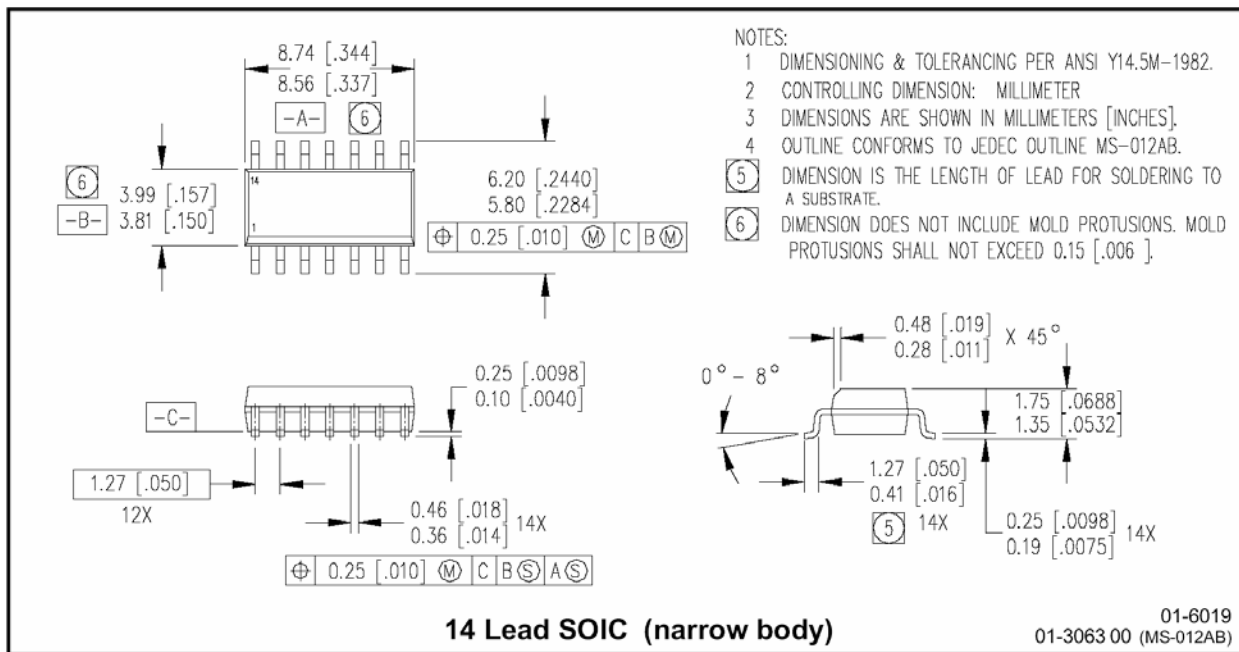 8.74 [.344]
8.56 [.337]
-A- 6
6
3.99 [.157]
-B- 3.81 [.150]
14
1
6.20 [.2440]
5.80 [.2284]
⌖ 0.25 [.010] Ⓜ C B Ⓜ
NOTES:
1 DIMENSIONING & TOLERANCING PER ANSI Y14.5M-1982.
2 CONTROLLING DIMENSION: MILLIMETER
3 DIMENSIONS ARE SHOWN IN MILLIMETERS [INCHES].
4 OUTLINE CONFORMS TO JEDEC OUTLINE MS-012AB.
5 DIMENSION IS THE LENGTH OF LEAD FOR SOLDERING TO
A SUBSTRATE.
6 DIMENSION DOES NOT INCLUDE MOLD PROTUSIONS. MOLD
PROTUSIONS SHALL NOT EXCEED 0.15 [.006 ].
-C-
0.25 [.0098]
0.10 [.0040]
1.27 [.050]
12X
0.46 [.018]
0.36 [.014] 14X
⌖ 0.25 [.010] Ⓜ C B Ⓢ A Ⓢ
0.48 [.019]
0.28 [.011] X 45°
0° - 8°
1.75 [.0688]
1.35 [.0532]
1.27 [.050]
0.41 [.016]
5 14X
0.25 [.0098]
0.19 [.0075] 14X
14 Lead SOIC (narrow body)
01-6019
01-3063 00 (MS-012AB)